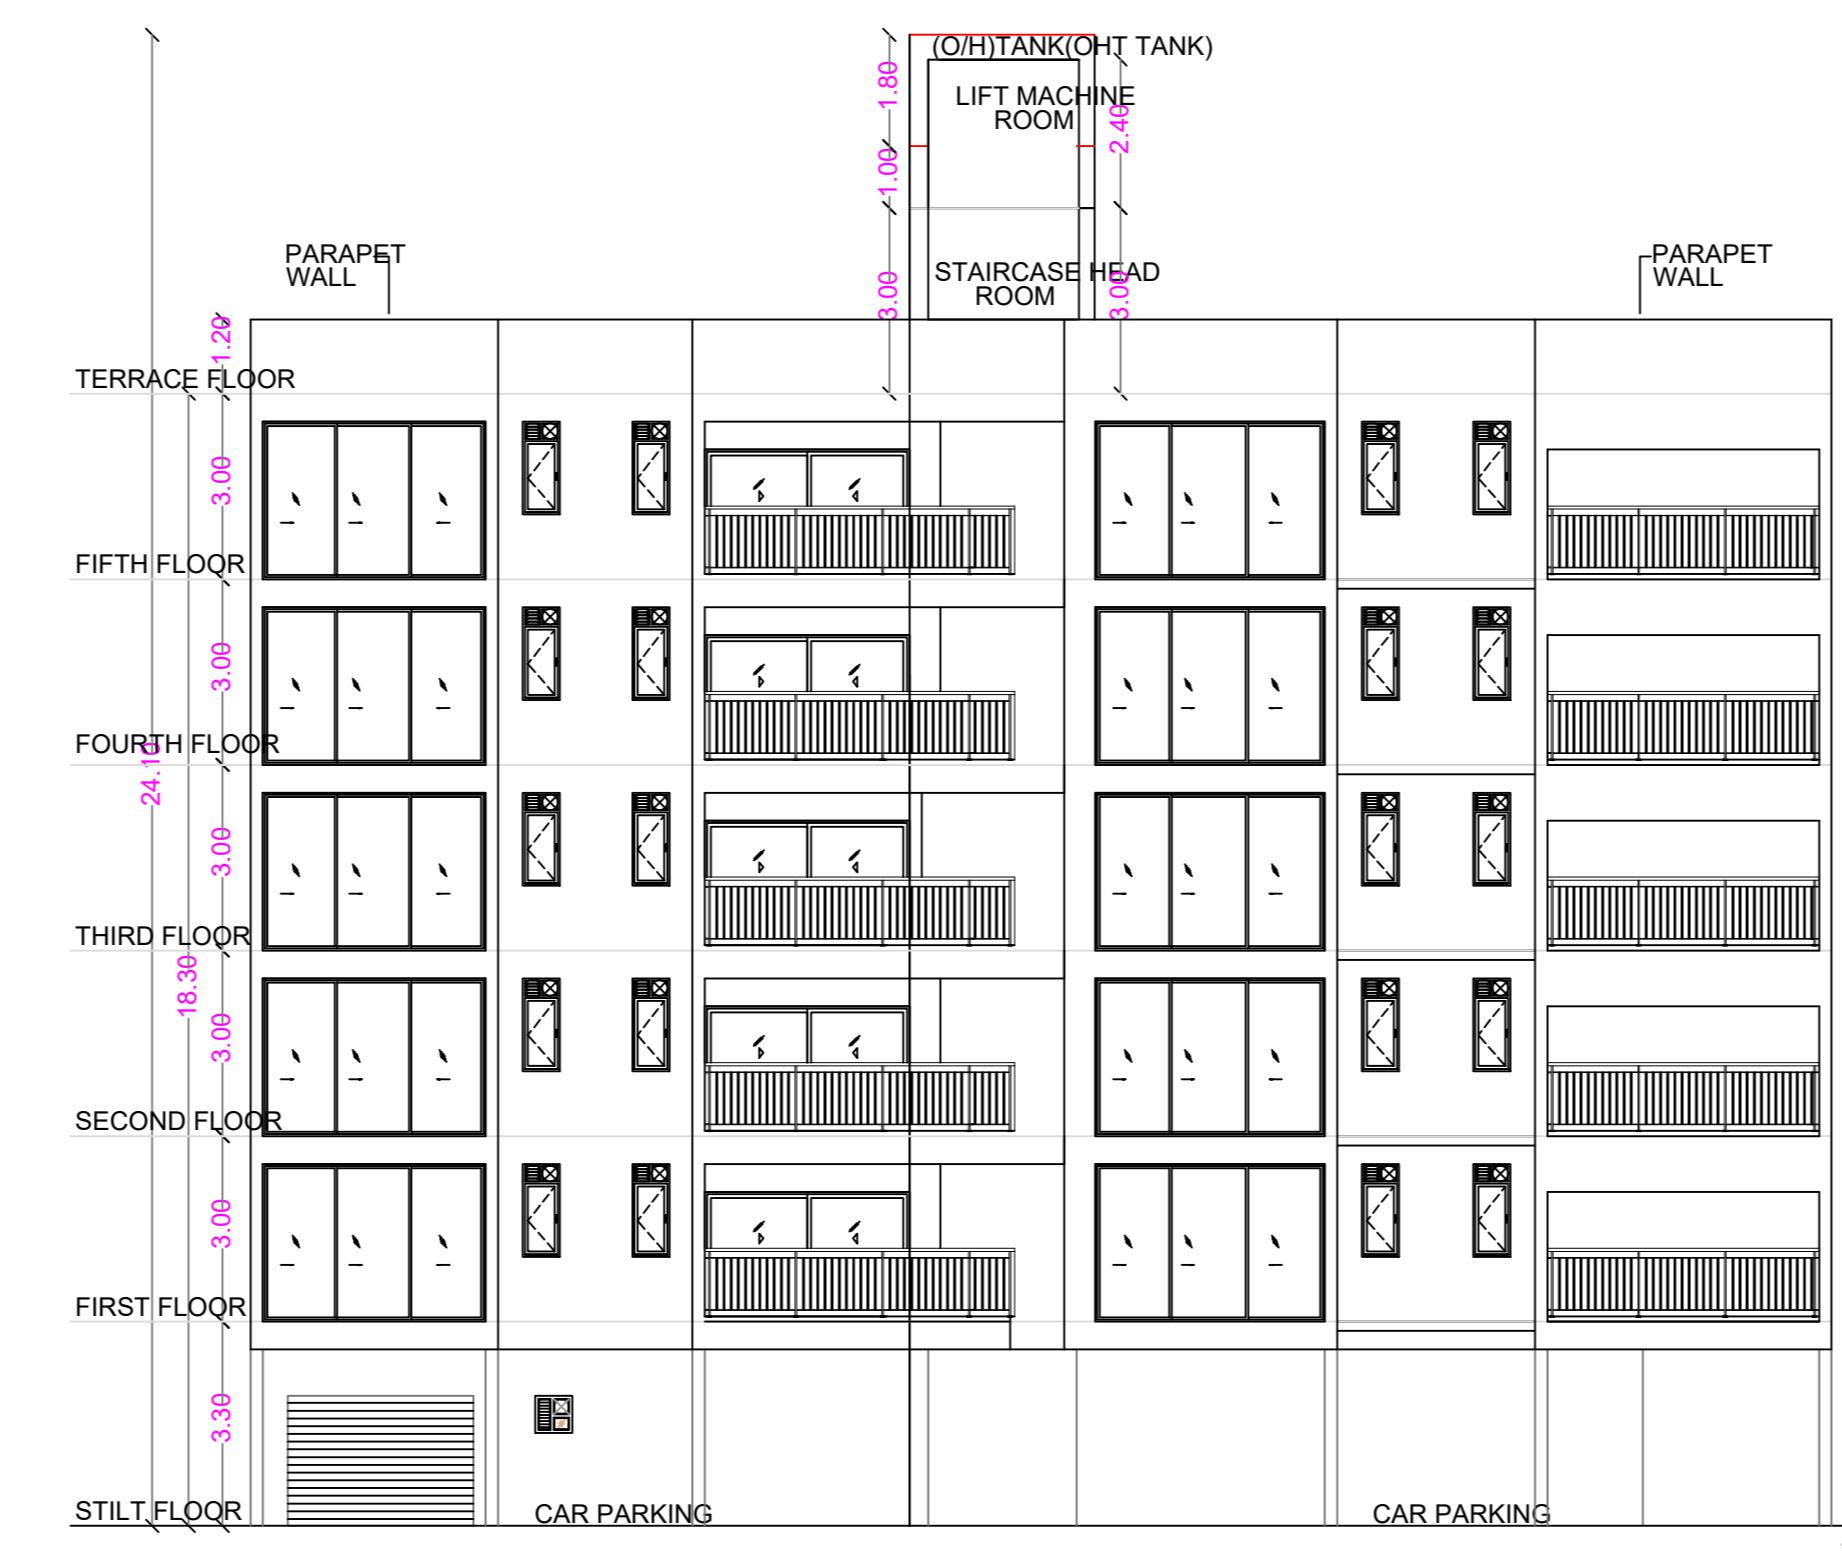 (O/H)TANK(OHT TANK)
1.80
LIFT MACHINE
ROOM
2.40
1.00
PARAPET
WALL
STAIRCASE HEAD
ROOM
3.00
3.00
PARAPET
WALL
1.20
TERRACE FLOOR
3.00
FIFTH FLOOR
3.00
FOURTH FLOOR
24.10
3.00
THIRD FLOOR
18.30
3.00
SECOND FLOOR
3.00
FIRST FLOOR
3.30
STILT FLOOR
CAR PARKING
CAR PARKING